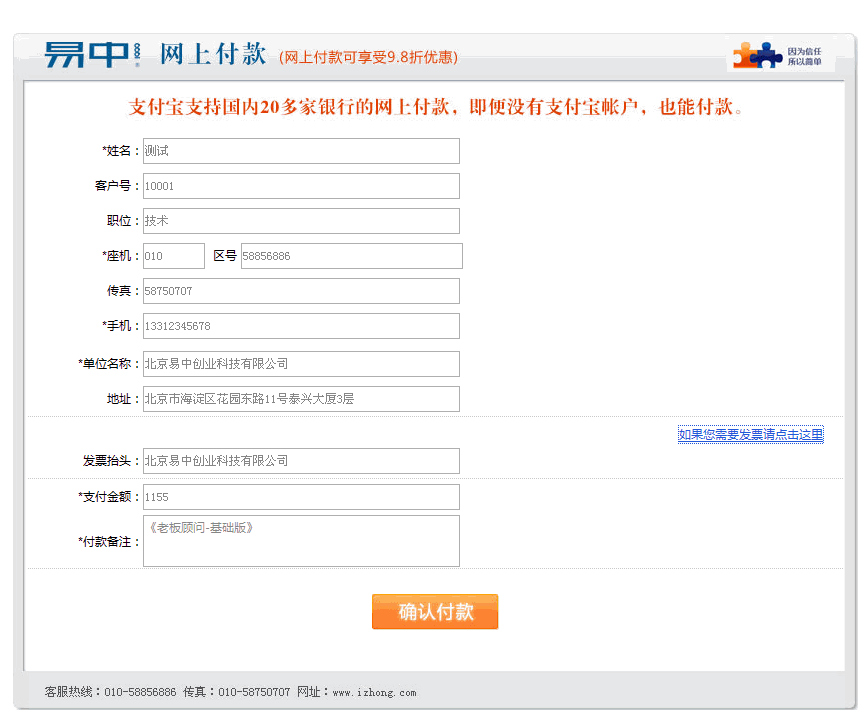 易中 网上付款 (网上付款可享受9.8折优惠)
因为信任
所以简单
支付宝支持国内20多家银行的网上付款，即便没有支付宝帐户，也能付款。
*姓名：测试
客户号：10001
职位：技术
*座机：010 区号 58856886
传真：58750707
*手机：13312345678
*单位名称：北京易中创业科技有限公司
地址：北京市海淀区花园东路11号泰兴大厦3层
如果您需要发票请点击这里
发票抬头：北京易中创业科技有限公司
*支付金额：1155
*付款备注：《老板顾问-基础版》
确认付款
客服热线：010-58856886 传真：010-58750707 网址：www.izhong.com